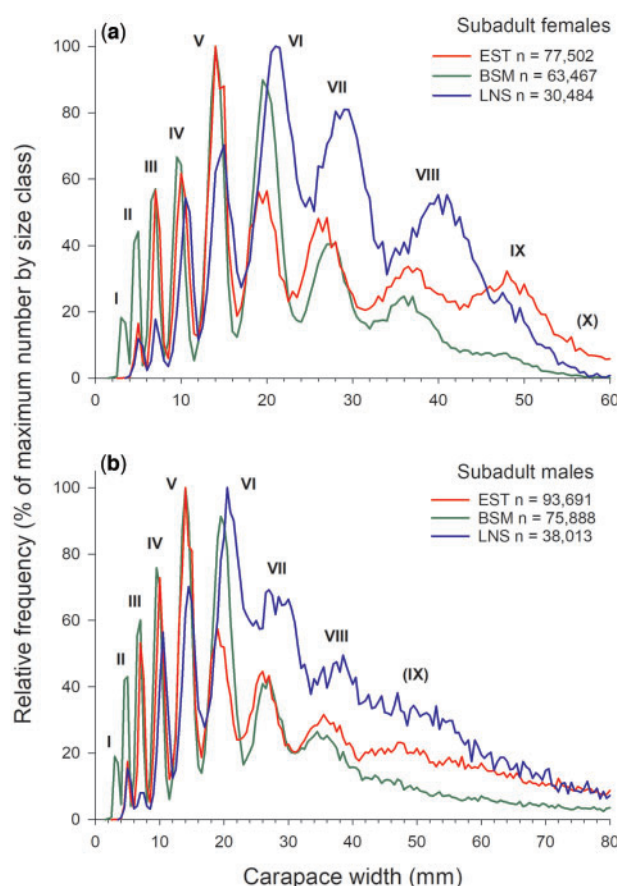 (a)
Subadult females
EST n = 77,502
BSM n = 63,467
LNS n = 30,484
I
II
III
IV
V
VI
VII
VIII
IX
(X)
100
80
60
40
20
0
0 10 20 30 40 50 60
(b)
Subadult males
EST n = 93,691
BSM n = 75,888
LNS n = 38,013
I
II
III
IV
V
VI
VII
VIII
(IX)
100
80
60
40
20
0
0 10 20 30 40 50 60 70 80
Relative frequency (% of maximum number by size class)
Carapace width (mm)